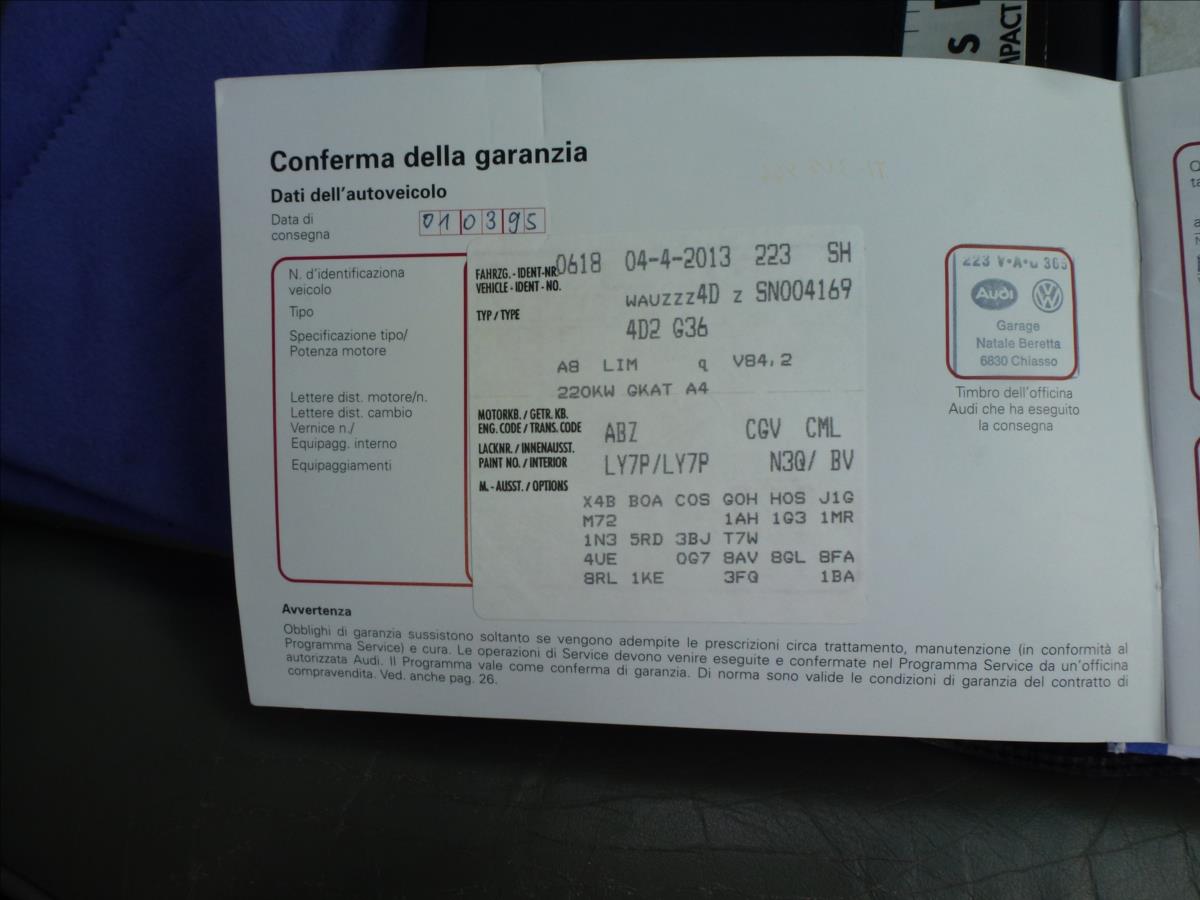 S
MPACT
Conferma della garanzia
Dati dell'autoveicolo
Data di
consegna
010395
N. d'identificaziona
veicolo
Tipo
Specificazione tipo/
Potenza motore
Lettere dist. motore/n.
Lettere dist. cambio
Vernice n./
Equipagg. interno
Equipaggiamenti
FAHRZG. - IDENT-NR.
VEHICLE - IDENT - NO.
0618 04-4-2013 223 SH
WAUZZZ4D Z SN004169
TYP / TYPE
4D2 G36
A8 LIM q V84,2
220KW GKAT A4
MOTORKB. / GETR. KB.
ENG. CODE / TRANS. CODE
ABZ CGV CML
LACKNR. / INNENAUSST.
PAINT NO. / INTERIOR
LY7P/LY7P N3Q/ BV
M. - AUSST. / OPTIONS
X4B BOA COS GOH HOS J1G
M72 1AH 1G3 1MR
1N3 5RD 3BJ T7W
4UE 0G7 8AV 8GL 8FA
8RL 1KE 3FQ 1BA
223 V•A•G 365
Audi
Garage
Natale Beretta
6830 Chiasso
Timbro dell'officina
Audi che ha eseguito
la consegna
Avvertenza
Obblighi di garanzia sussistono soltanto se vengono adempite le prescrizioni circa trattamento, manutenzione (in conformità al
Programma Service) e cura. Le operazioni di Service devono venire eseguite e confermate nel Programma Service da un'officina
autorizzata Audi. Il Programma vale come conferma di garanzia. Di norma sono valide le condizioni di garanzia del contratto di
compravendita. Ved. anche pag. 26.